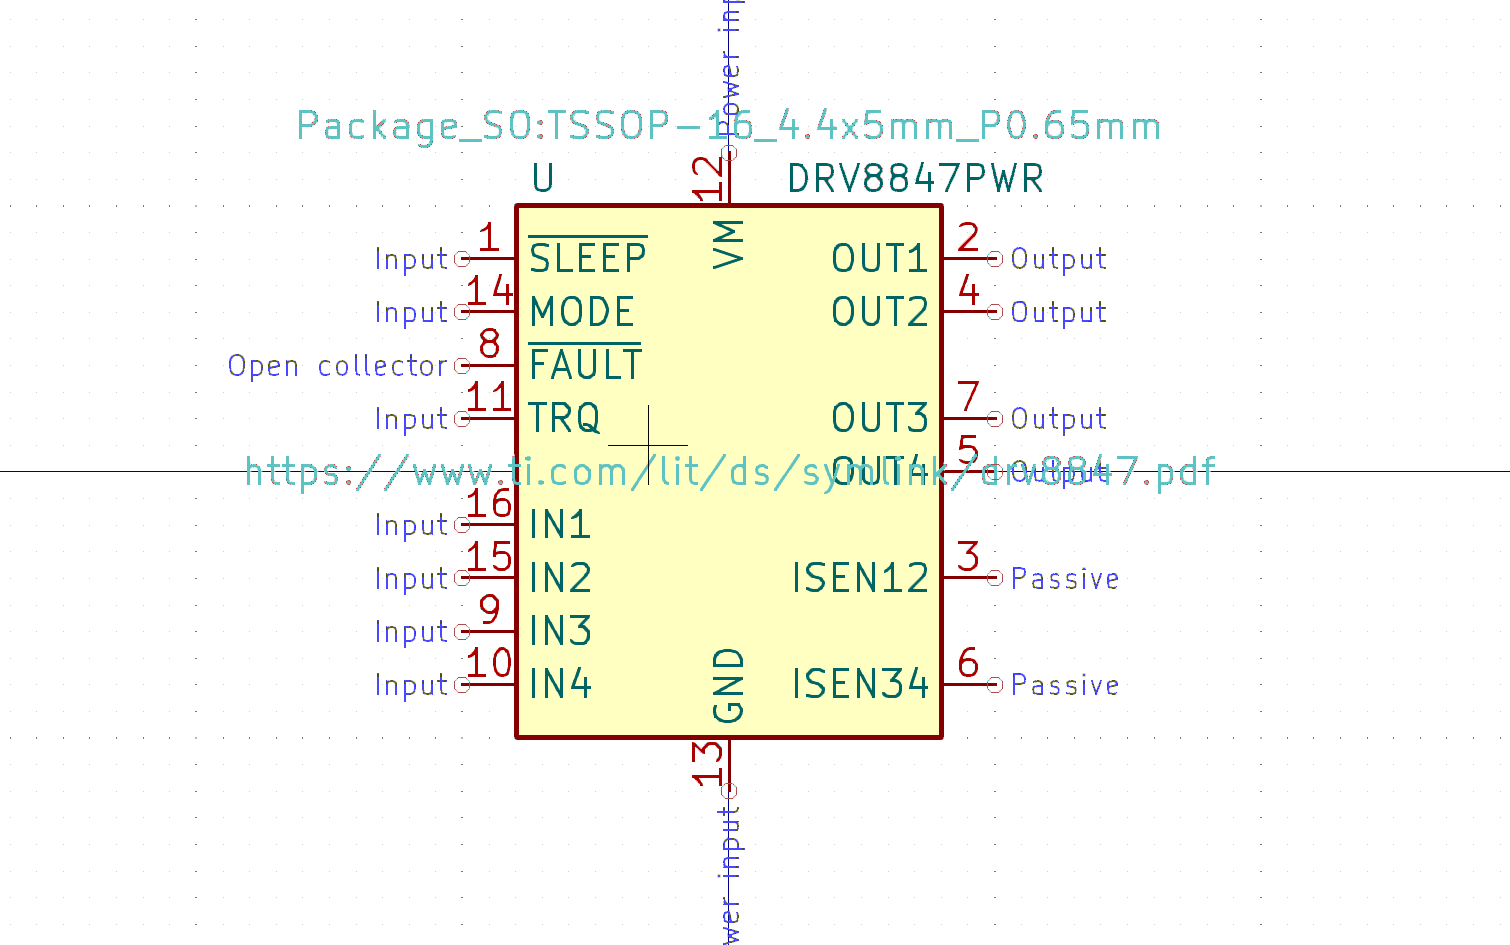 Power inp
Package_SO:TSSOP-16_4.4x5mm_P0.65mm
U
DRV8847PWR
12
VM
Input 1 SLEEP
OUT1 2 Output
Input 14 MODE
OUT2 4 Output
Open collector 8 FAULT
Input 11 TRQ
OUT3 7 Output
OUT4 5 Output
https://www.ti.com/lit/ds/symlink/drv8847.pdf
Input 16 IN1
Input 15 IN2
ISEN12 3 Passive
Input 9 IN3
Input 10 IN4
ISEN34 6 Passive
GND
13
wer input